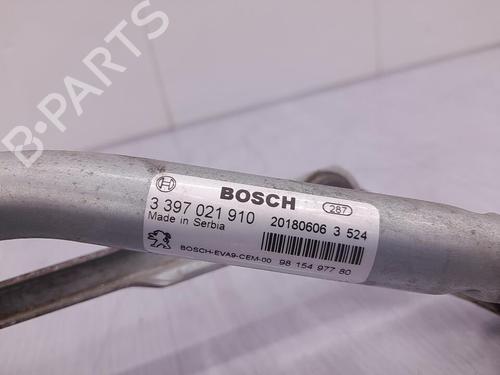 B-PARTS
BOSCH 287
3 397 021 910
Made in Serbia
20180606 3 524
BOSCH-EVA9-CEM-00 98 154 977 80